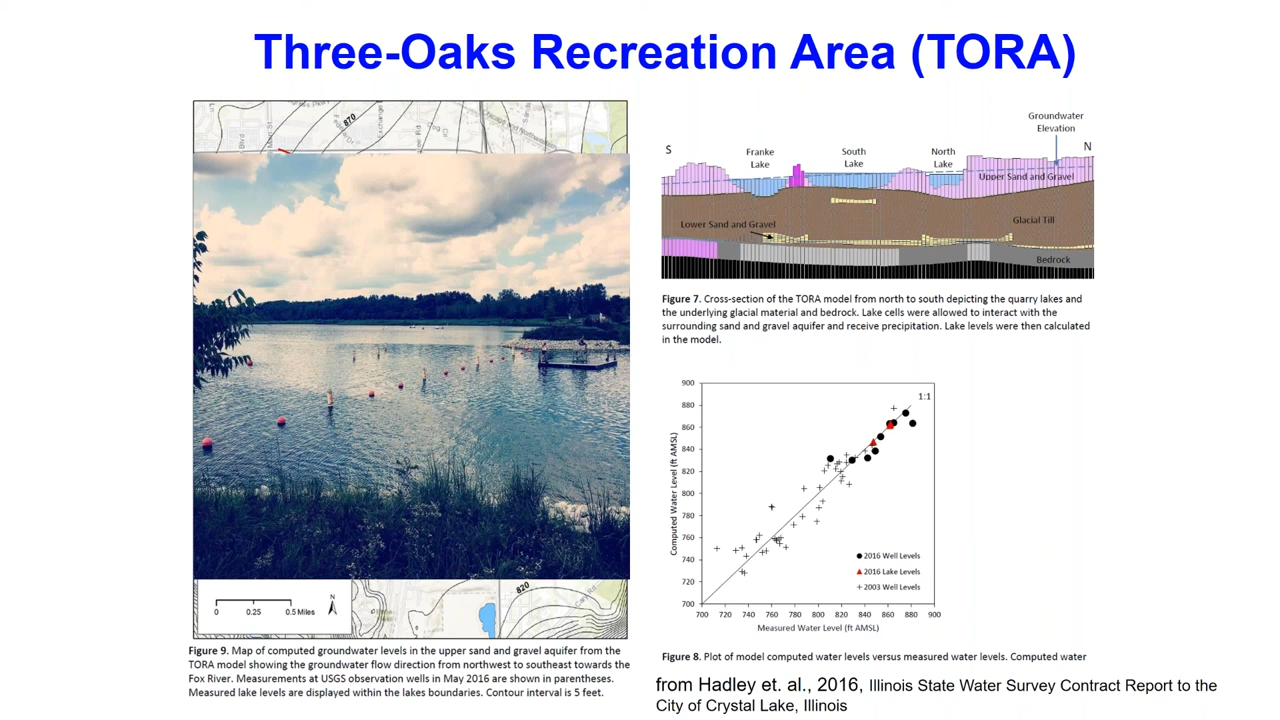 Three-Oaks Recreation Area (TORA)
870
820
0 0.25 0.5 Miles
N
Figure 9. Map of computed groundwater levels in the upper sand and gravel aquifer from the
TORA model showing the groundwater flow direction from northwest to southeast towards the
Fox River. Measurements at USGS observation wells in May 2016 are shown in parentheses.
Measured lake levels are displayed within the lakes boundaries. Contour interval is 5 feet.
Groundwater
Elevation
S
Franke
Lake
South
Lake
North
Lake
N
Upper Sand and Gravel
Lower Sand and Gravel
Glacial Till
Bedrock
Figure 7. Cross-section of the TORA model from north to south depicting the quarry lakes and
the underlying glacial material and bedrock. Lake cells were allowed to interact with the
surrounding sand and gravel aquifer and receive precipitation. Lake levels were then calculated
in the model.
Computed Water Level (ft AMSL)
900
880
860
840
820
800
780
760
740
720
700
1:1
2016 Well Levels
2016 Lake Levels
2003 Well Levels
700 720 740 760 780 800 820 840 860 880 900
Measured Water Level (ft AMSL)
Figure 8. Plot of model computed water levels versus measured water levels. Computed water
from Hadley et. al., 2016, Illinois State Water Survey Contract Report to the
City of Crystal Lake, Illinois